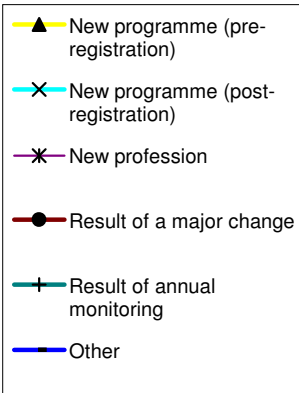 New programme (pre-
registration)
New programme (post-
registration)
New profession
Result of a major change
Result of annual
monitoring
Other